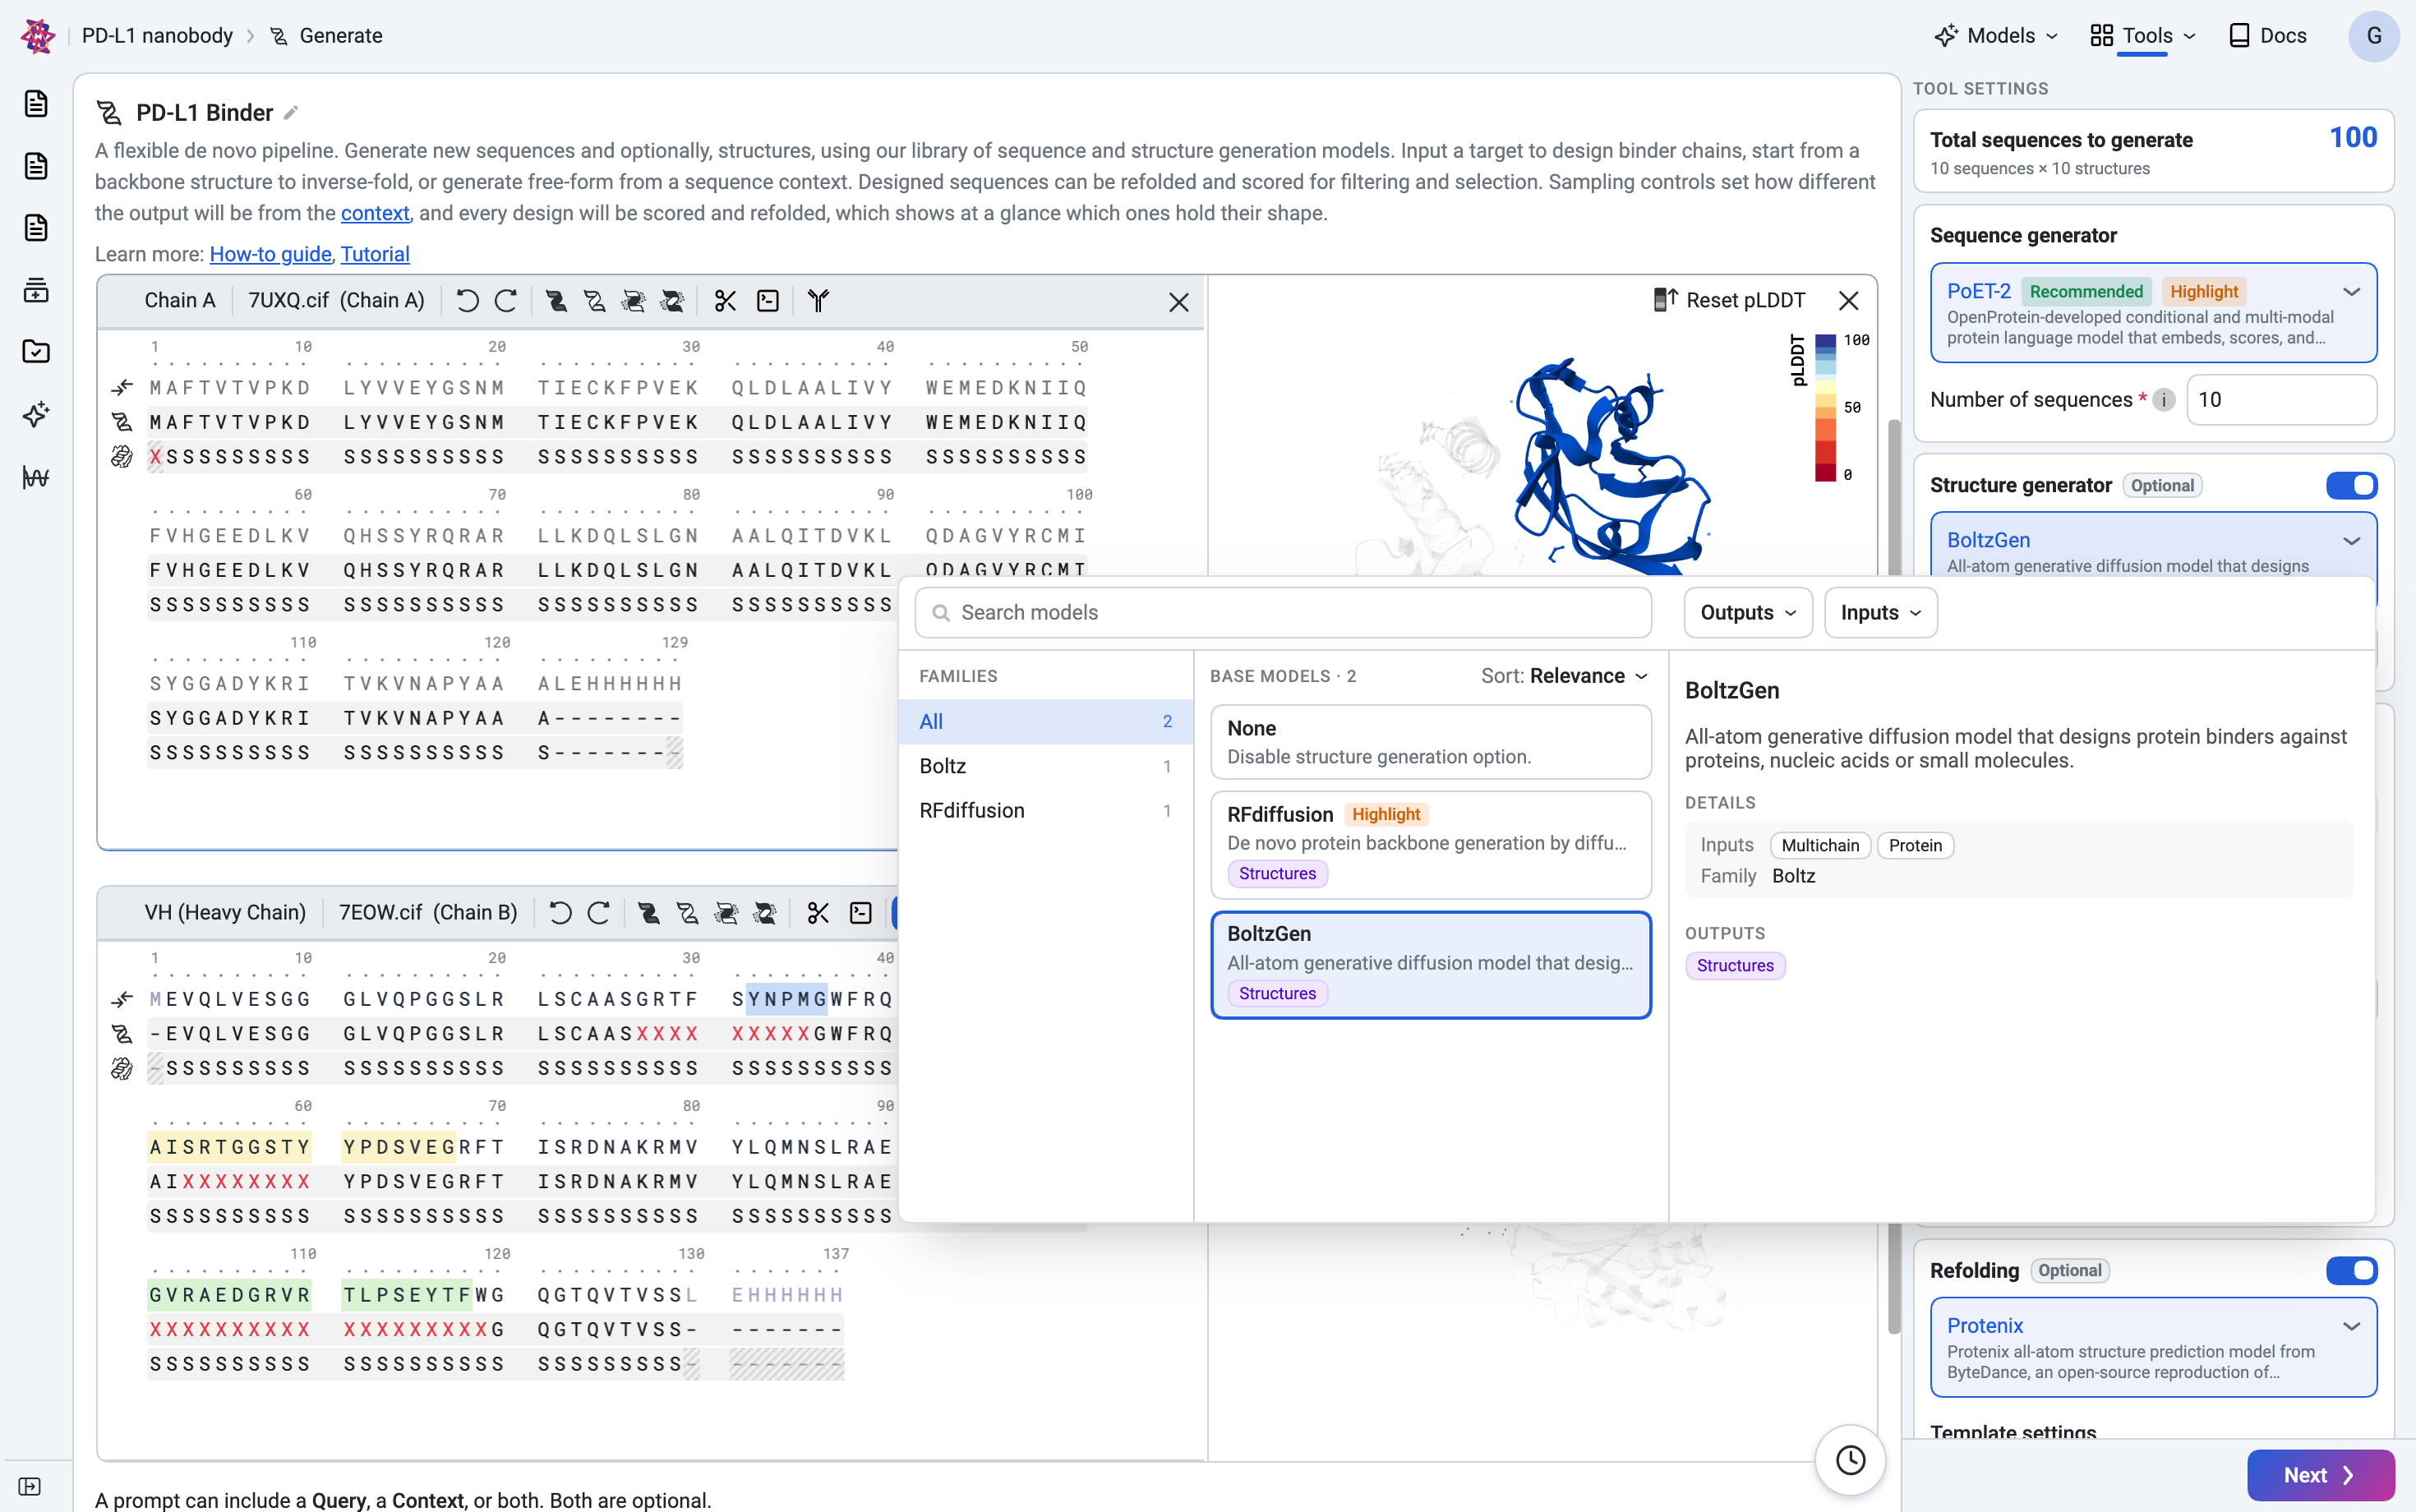 PD-L1 nanobody > Generate
Models Tools Docs G
PD-L1 Binder
A flexible de novo pipeline. Generate new sequences and optionally, structures, using our library of sequence and structure generation models. Input a target to design binder chains, start from a
backbone structure to inverse-fold, or generate free-form from a sequence context. Designed sequences can be refolded and scored for filtering and selection. Sampling controls set how different
the output will be from the context, and every design will be scored and refolded, which shows at a glance which ones hold their shape.
Learn more: How-to guide, Tutorial
Chain A 7UXQ.cif (Chain A)
1 10 20 30 40 50
MAFTVTVPKD LYVVEYGSNM TIECKFPVEK QLDLAALIVY WEMEDKNIIQ
MAFTVTVPKD LYVVEYGSNM TIECKFPVEK QLDLAALIVY WEMEDKNIIQ
XSSSSSSSSS SSSSSSSSSS SSSSSSSSSS SSSSSSSSSS SSSSSSSSSS
60 70 80 90 100
FVHGEEDLKV QHSSYRQRAR LLKDQLSLGN AALQITDVKL QDAGVYRCMI
FVHGEEDLKV QHSSYRQRAR LLKDQLSLGN AALQITDVKL QDAGVYRCMI
SSSSSSSSSS SSSSSSSSSS SSSSSSSSSS SSSSSSSSSS
110 120 129
SYGGADYKRI TVKVNAPYAA ALEHHHHHH
SYGGADYKRI TVKVNAPYAA A--------
SSSSSSSSSS SSSSSSSSSS S--------
Reset pLDDT
pLDDT
100
50
0
VH (Heavy Chain) 7EOW.cif (Chain B)
1 10 20 30 40
MEVQLVESGG GLVQPGGSLR LSCAASGRTF SYNPMGWFRQ
-EVQLVESGG GLVQPGGSLR LSCAASXXXX XXXXXGWFRQ
-SSSSSSSSS SSSSSSSSSS SSSSSSSSSS SSSSSSSSSS
60 70 80 90
AISRTGGSTY YPDSVEGRFT ISRDNAKRMV YLQMNSLRAE
AIXXXXXXXX YPDSVEGRFT ISRDNAKRMV YLQMNSLRAE
SSSSSSSSSS SSSSSSSSSS SSSSSSSSSS SSSSSSSSSS
110 120 130 137
GVRAEDGRVR TLPSEYTFWG QGTQVTVSSL EHHHHHH
XXXXXXXXXX XXXXXXXXXG QGTQVTVSS- -------
SSSSSSSSSS SSSSSSSSSS SSSSSSSSS- -------
A prompt can include a Query, a Context, or both. Both are optional.
Search models
Outputs Inputs
FAMILIES
All 2
Boltz 1
RFdiffusion 1
BASE MODELS · 2 Sort: Relevance
None
Disable structure generation option.
RFdiffusion Highlight
De novo protein backbone generation by diffu...
Structures
BoltzGen
All-atom generative diffusion model that desig...
Structures
BoltzGen
All-atom generative diffusion model that designs protein binders against
proteins, nucleic acids or small molecules.
DETAILS
Inputs Multichain Protein
Family Boltz
OUTPUTS
Structures
TOOL SETTINGS
Total sequences to generate 100
10 sequences × 10 structures
Sequence generator
PoET-2 Recommended Highlight
OpenProtein-developed conditional and multi-modal
protein language model that embeds, scores, and...
Number of sequences * i 10
Structure generator Optional
BoltzGen
All-atom generative diffusion model that designs
Refolding Optional
Protenix
Protenix all-atom structure prediction model from
ByteDance, an open-source reproduction of...
Template settings
Next